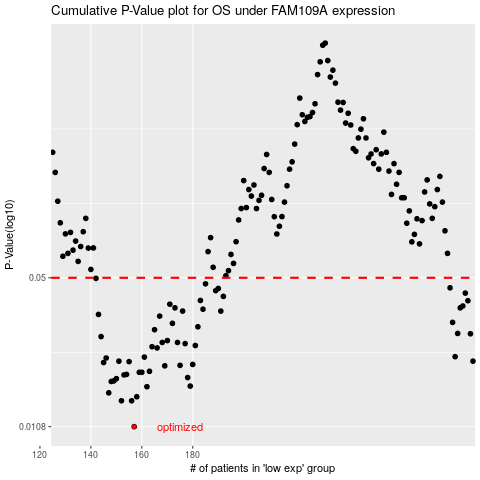 Cumulative P-Value plot for OS under FAM109A expression
P-Value(log10)
0.05
0.0108
optimized
120 140 160 180
# of patients in 'low exp' group